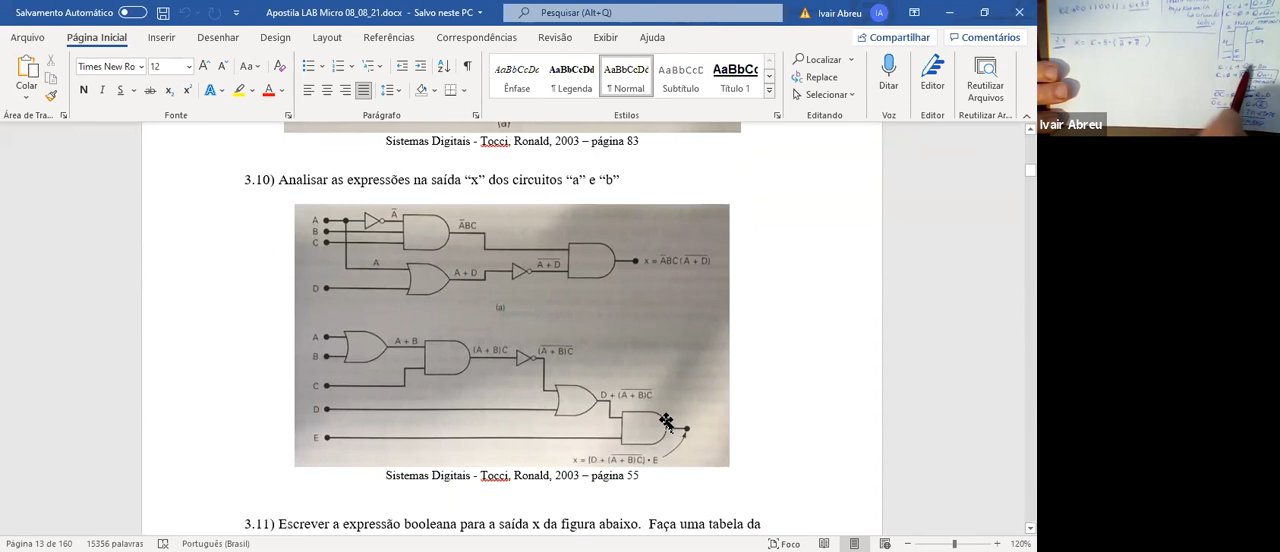 Salvamento Automático
Apostila LAB Micro 08_08_21.docx - Salvo neste PC
Pesquisar (Alt+Q)
Ivair Abreu
IA
Arquivo
Página Inicial
Inserir
Desenhar
Design
Layout
Referências
Correspondências
Revisão
Exibir
Ajuda
Compartilhar
Comentários
Colar
Times New Ro
12
AaBbCcDd
AaBbCcDd
AaBbCcDc
AaBbCcD
AaBbCc
Ênfase
¶ Legenda
¶ Normal
Subtítulo
Título 1
Localizar
Replace
Selecionar
Ditar
Editor
Reutilizar Arquivos
Área de Tra...
Fonte
Parágrafo
Estilos
Editando
Voz
Editor
Reutilizar Ar...
Ivair Abreu
(a)
Sistemas Digitais - Tocci, Ronald, 2003 – página 83
3.10) Analisar as expressões na saída “x” dos circuitos “a” e “b”
A
B
C
A̅
A̅BC
A
A + D
A̅ ̅+̅ ̅D̅
x = A̅BC (A̅ ̅+̅ ̅D̅)
D
(a)
A
B
A + B
(A + B)C
(̅A̅ ̅+̅ ̅B̅)̅C̅
C
D + (̅A̅ ̅+̅ ̅B̅)̅C̅
D
E
x = [D + (̅A̅ ̅+̅ ̅B̅)̅C̅] • E
Sistemas Digitais - Tocci, Ronald, 2003 – página 55
3.11) Escrever a expressão booleana para a saída x da figura abaixo. Faça uma tabela da
Página 13 de 160
15356 palavras
Português (Brasil)
Foco
120%